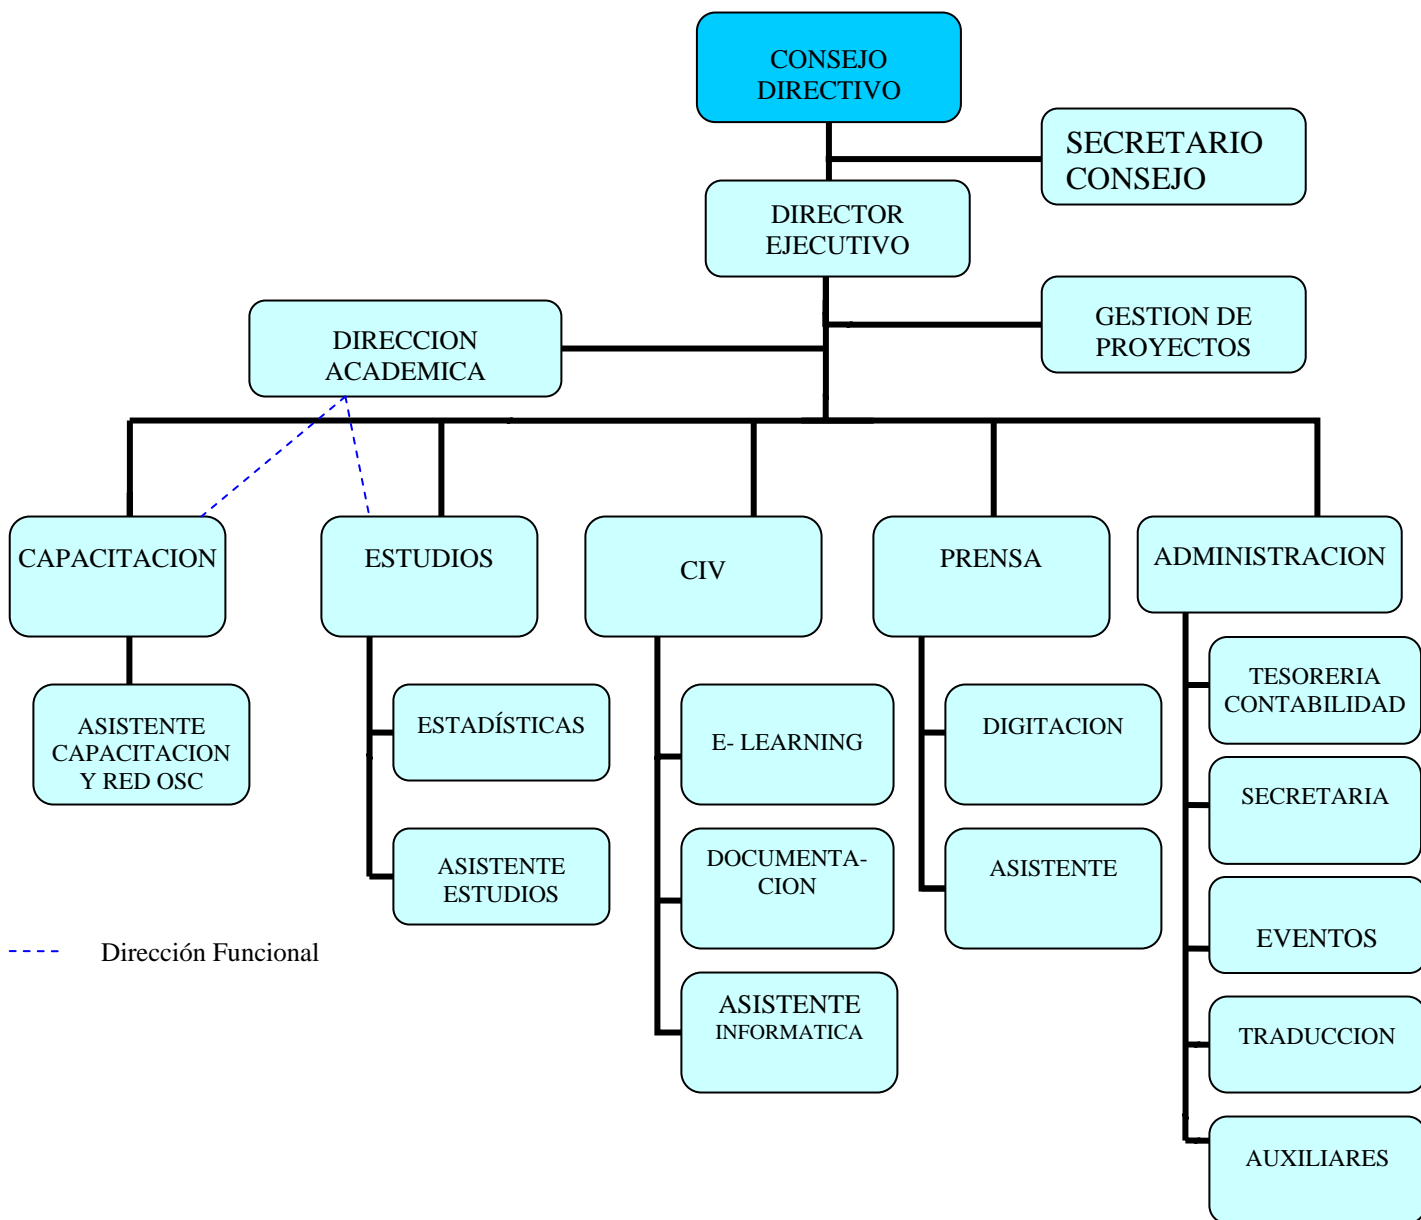 CONSEJO
DIRECTIVO
SECRETARIO
CONSEJO
DIRECTOR
EJECUTIVO
GESTION DE
PROYECTOS
DIRECCION
ACADEMICA
CAPACITACION
ESTUDIOS
CIV
PRENSA
ADMINISTRACION
ASISTENTE
CAPACITACION
Y RED OSC
ESTADÍSTICAS
ASISTENTE
ESTUDIOS
E- LEARNING
DOCUMENTA-
CION
ASISTENTE
INFORMATICA
DIGITACION
ASISTENTE
TESORERIA
CONTABILIDAD
SECRETARIA
EVENTOS
TRADUCCION
AUXILIARES
Dirección Funcional